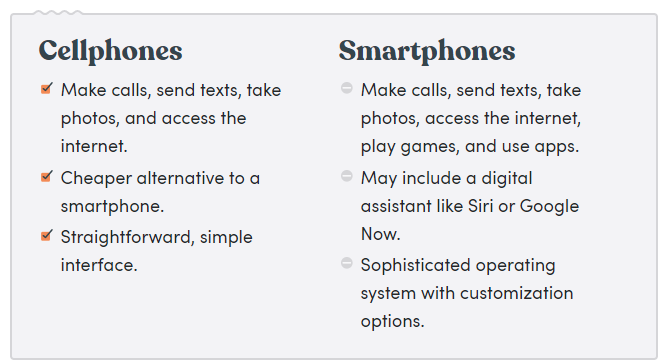 Cellphones
Make calls, send texts, take
photos, and access the
internet.
Cheaper alternative to a
smartphone.
Straightforward, simple
interface.
Smartphones
Make calls, send texts, take
photos, access the internet,
play games, and use apps.
May include a digital
assistant like Siri or Google
Now.
Sophisticated operating
system with customization
options.